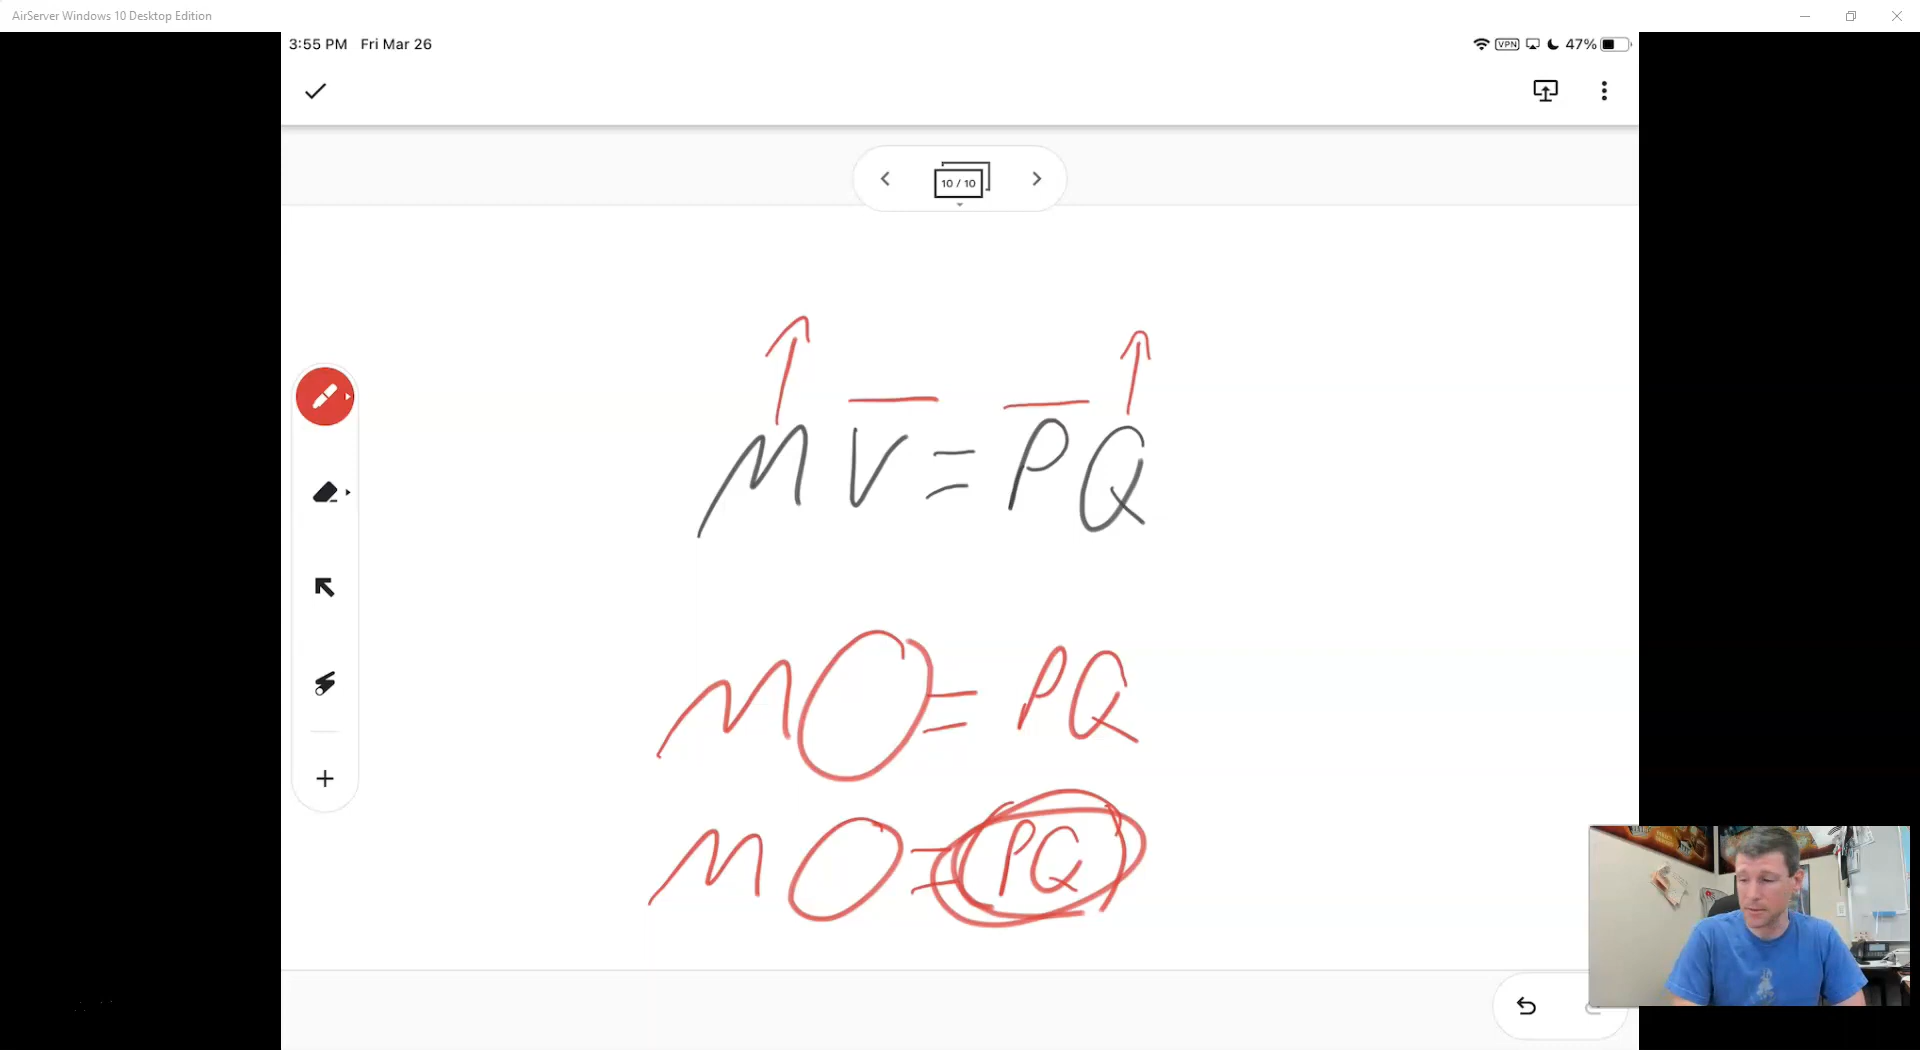 AirServer Windows 10 Desktop Edition
3:55 PM Fri Mar 26
VPN 47%
10 / 10
MV = PQ
MO = PQ
MO = PQ